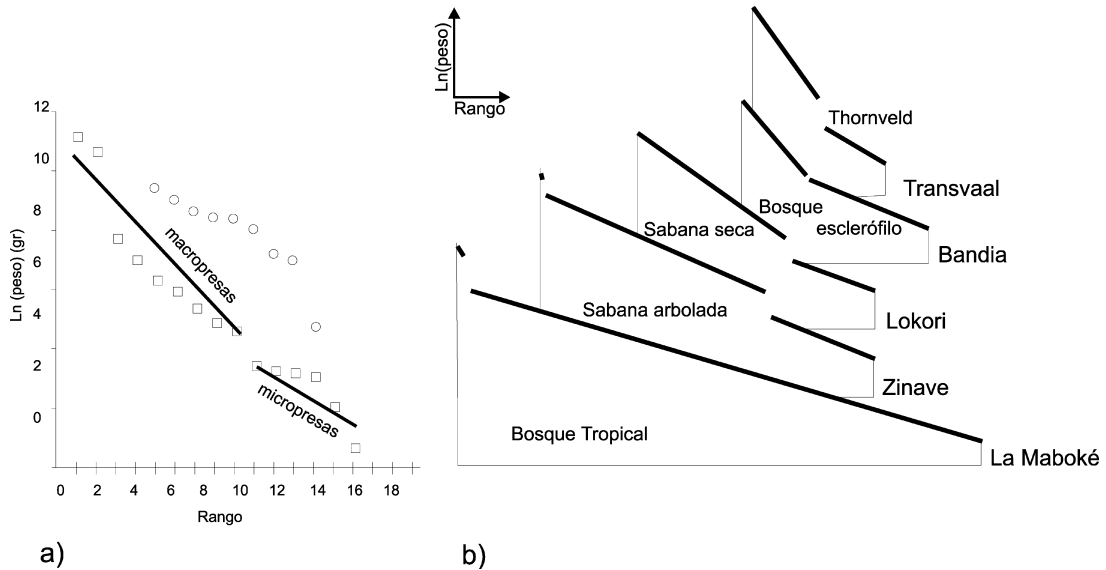 12
10
8
6
4
2
0
Ln (peso) (gr)
macropresas
micropresas
0 2 4 6 8 10 12 14 16 18
Rango
a)
b)
Ln(peso)
Rango
Thornveld
Transvaal
Bosque
esclerófilo
Bandia
Sabana seca
Lokori
Sabana arbolada
Zinave
Bosque Tropical
La Maboké